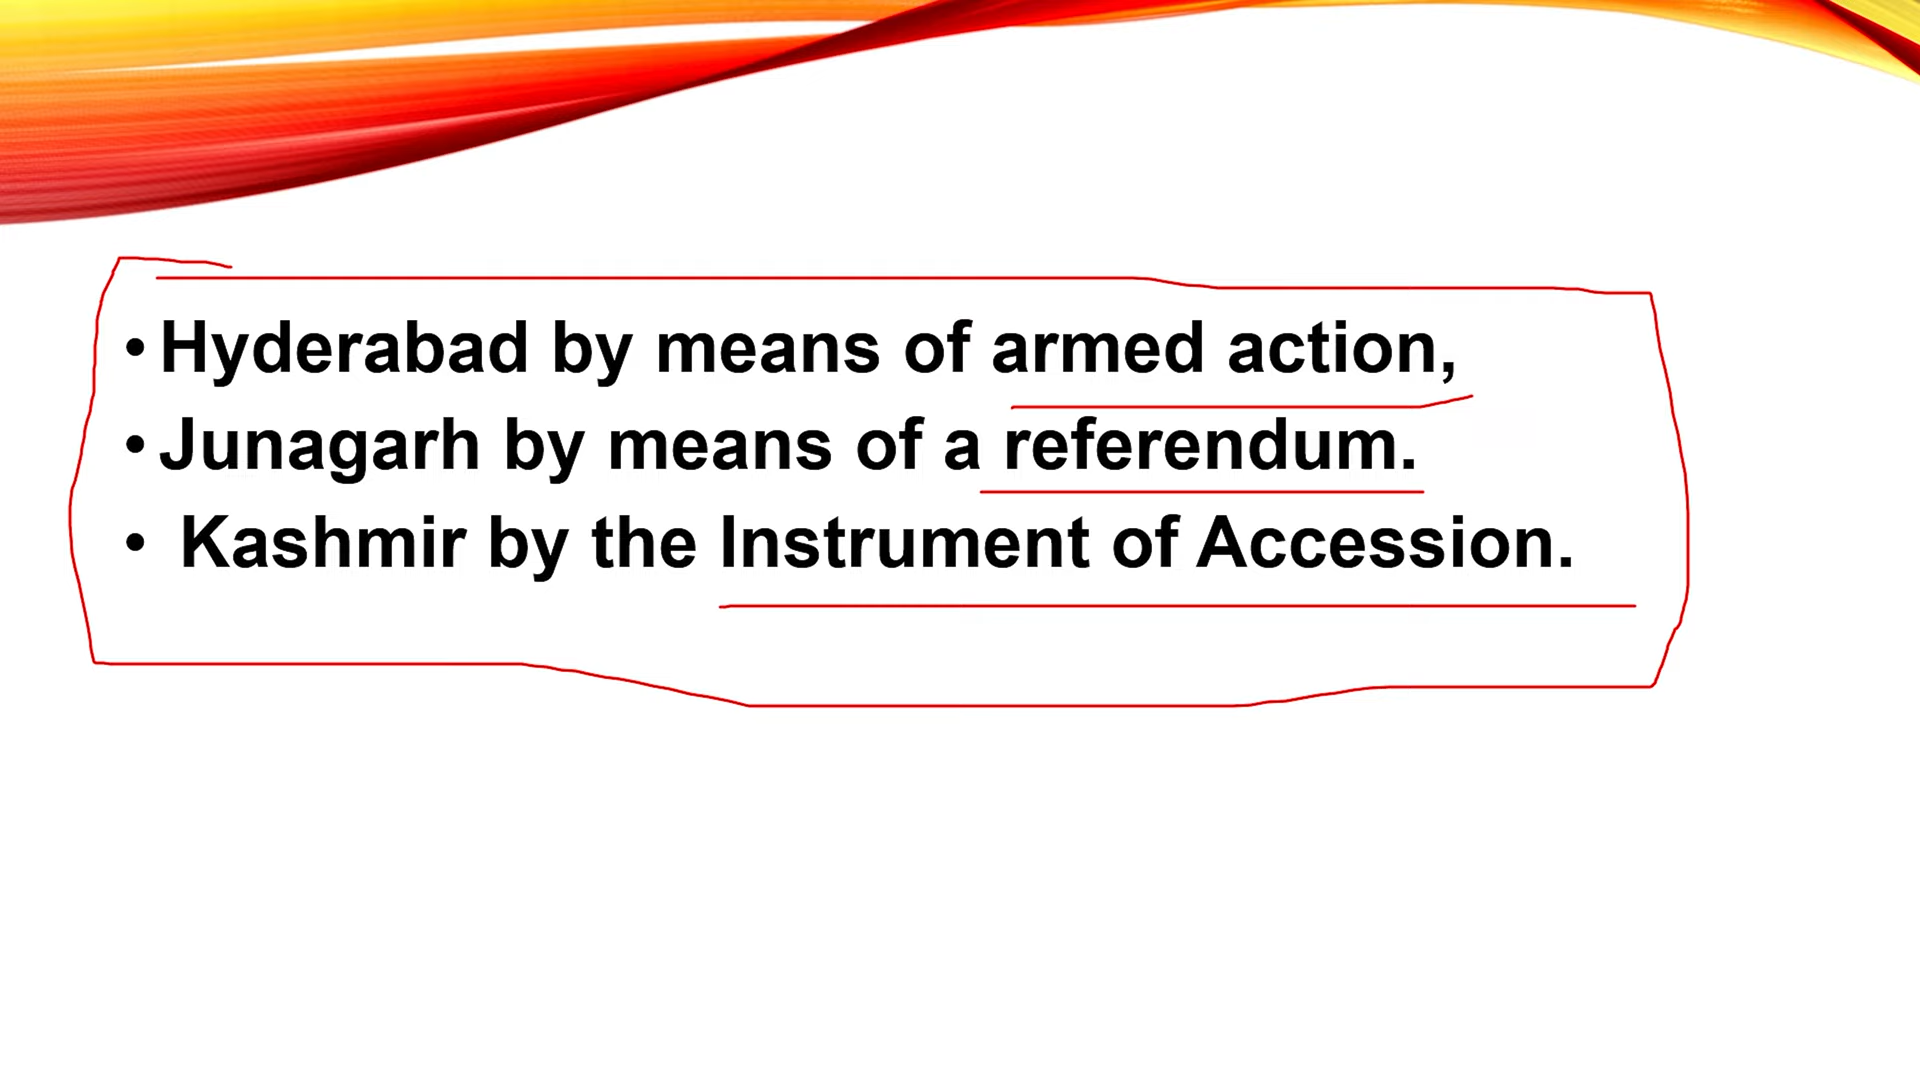 • Hyderabad by means of armed action,
• Junagarh by means of a referendum.
• Kashmir by the Instrument of Accession.